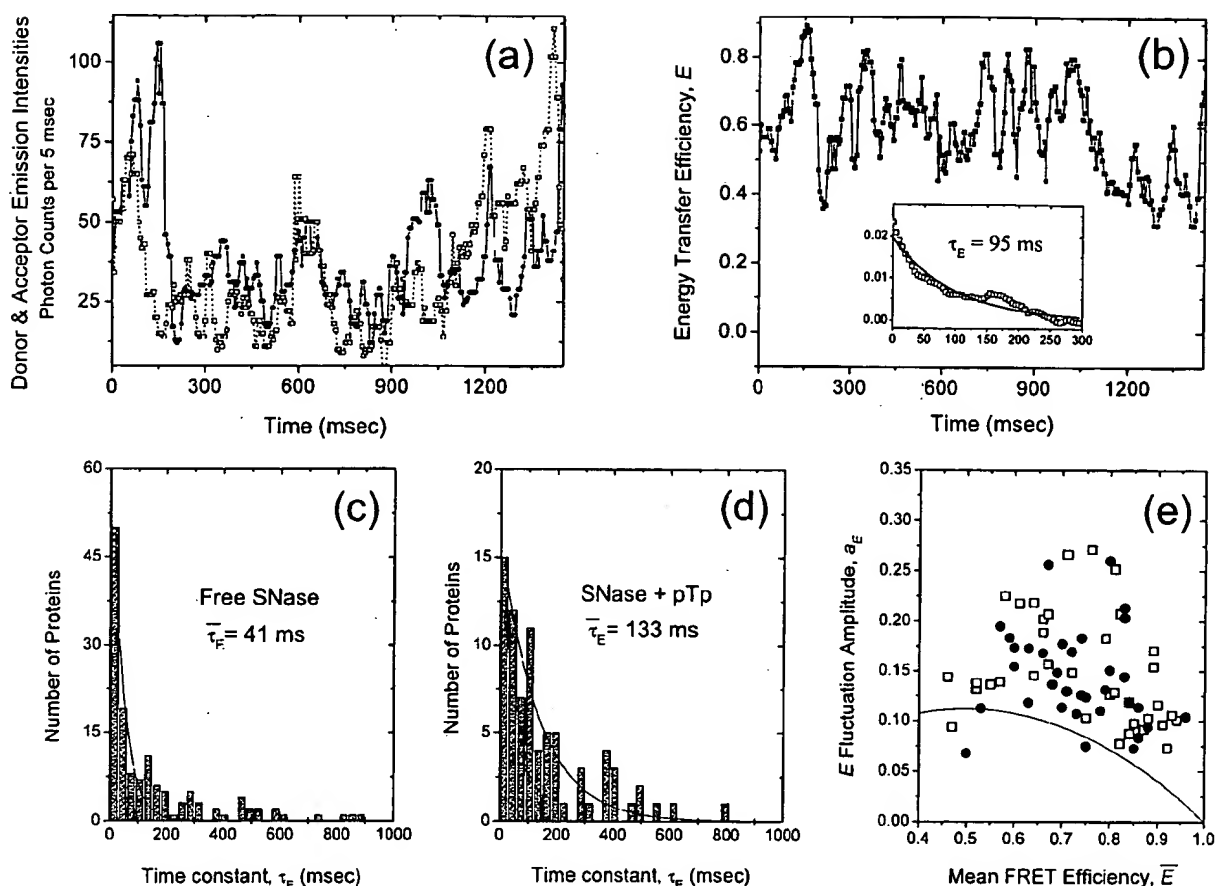 (a)
Donor & Acceptor Emission Intensities
Photon Counts per 5 msec
100
75
50
25
0 300 600 900 1200
Time (msec)
(b)
Energy Transfer Efficiency, E
0.8
0.6
0.4
0.2
0.0
τE = 95 ms
0.02
0.01
0.00
0 50 100 150 200 250 300
0 300 600 900 1200
Time (msec)
(c)
Number of Proteins
60
45
30
15
0
Free SNase
τE = 41 ms
0 200 400 600 800 1000
Time constant, τE (msec)
(d)
Number of Proteins
20
15
10
5
0
SNase + pTp
τE = 133 ms
0 200 400 600 800 1000
Time constant, τE (msec)
(e)
E Fluctuation Amplitude, aE
0.35
0.30
0.25
0.20
0.15
0.10
0.05
0.00
0.4 0.5 0.6 0.7 0.8 0.9 1.0
Mean FRET Efficiency, E